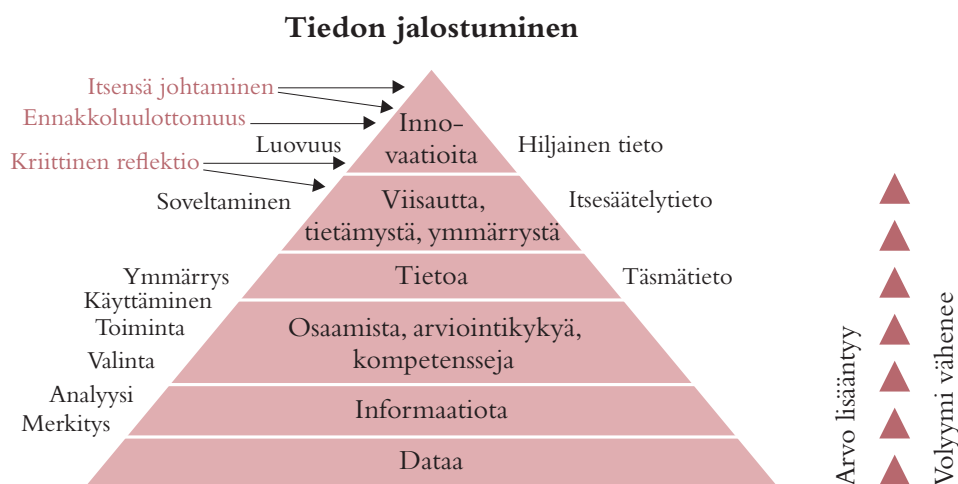 Tiedon jalostuminen
Itsensä johtaminen
Ennakkoluulottomuus
Luovuus
Kriittinen reflektio
Soveltaminen
Ymmärrys
Käyttäminen
Toiminta
Valinta
Analyysi
Merkitys
Inno-
vaatioita
Viisautta,
tietämystä, ymmärrystä
Tietoa
Osaamista, arviointikykyä,
kompetensseja
Informaatiota
Dataa
Hiljainen tieto
Itsesäätelytieto
Täsmätieto
Arvo lisääntyy
Volyymi vähenee